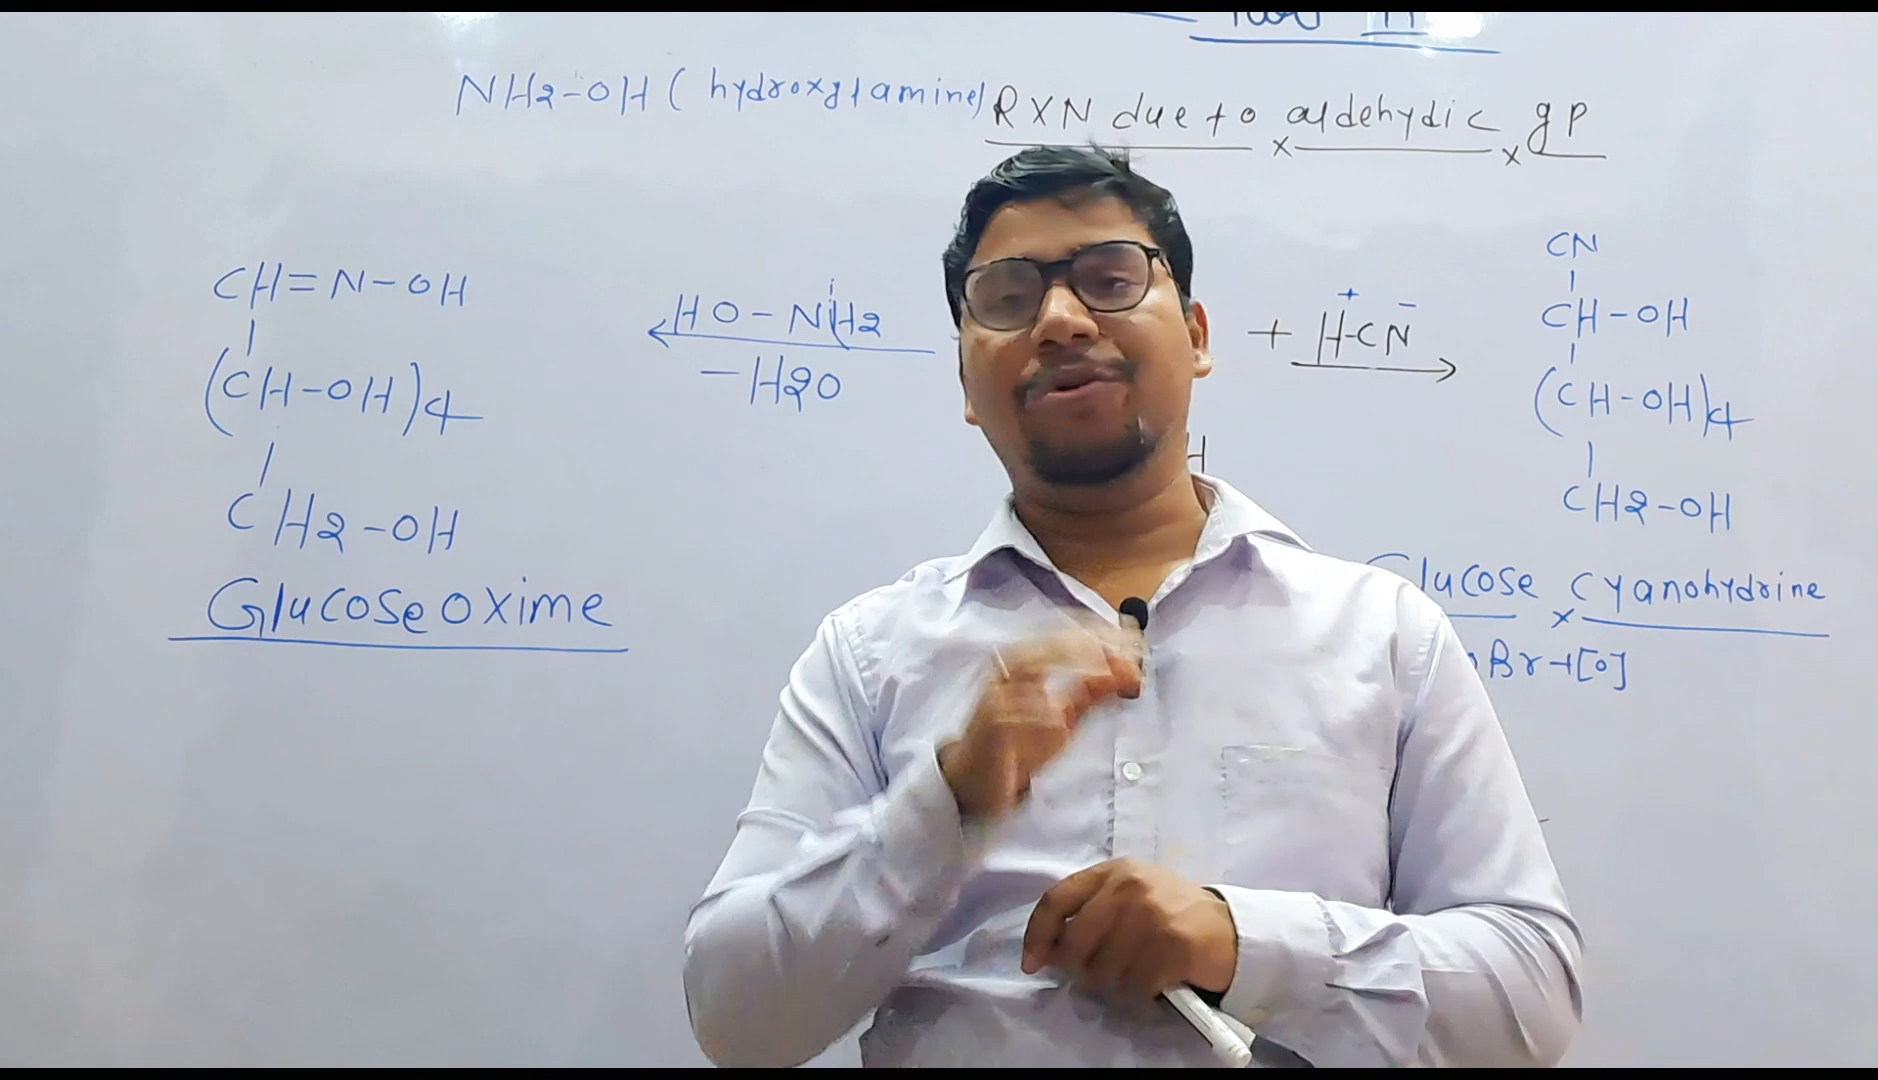 NH2-OH (hydroxylamine)
RXN due to aldehydic gp
CH=N-OH
(CH-OH)4
CH2-OH
Glucose oxime
HO-NH2
-H2O
+ H-CN
+ -
CN
CH-OH
(CH-OH)4
CH2-OH
Glucose cyanohydrine
Br+[O]
H